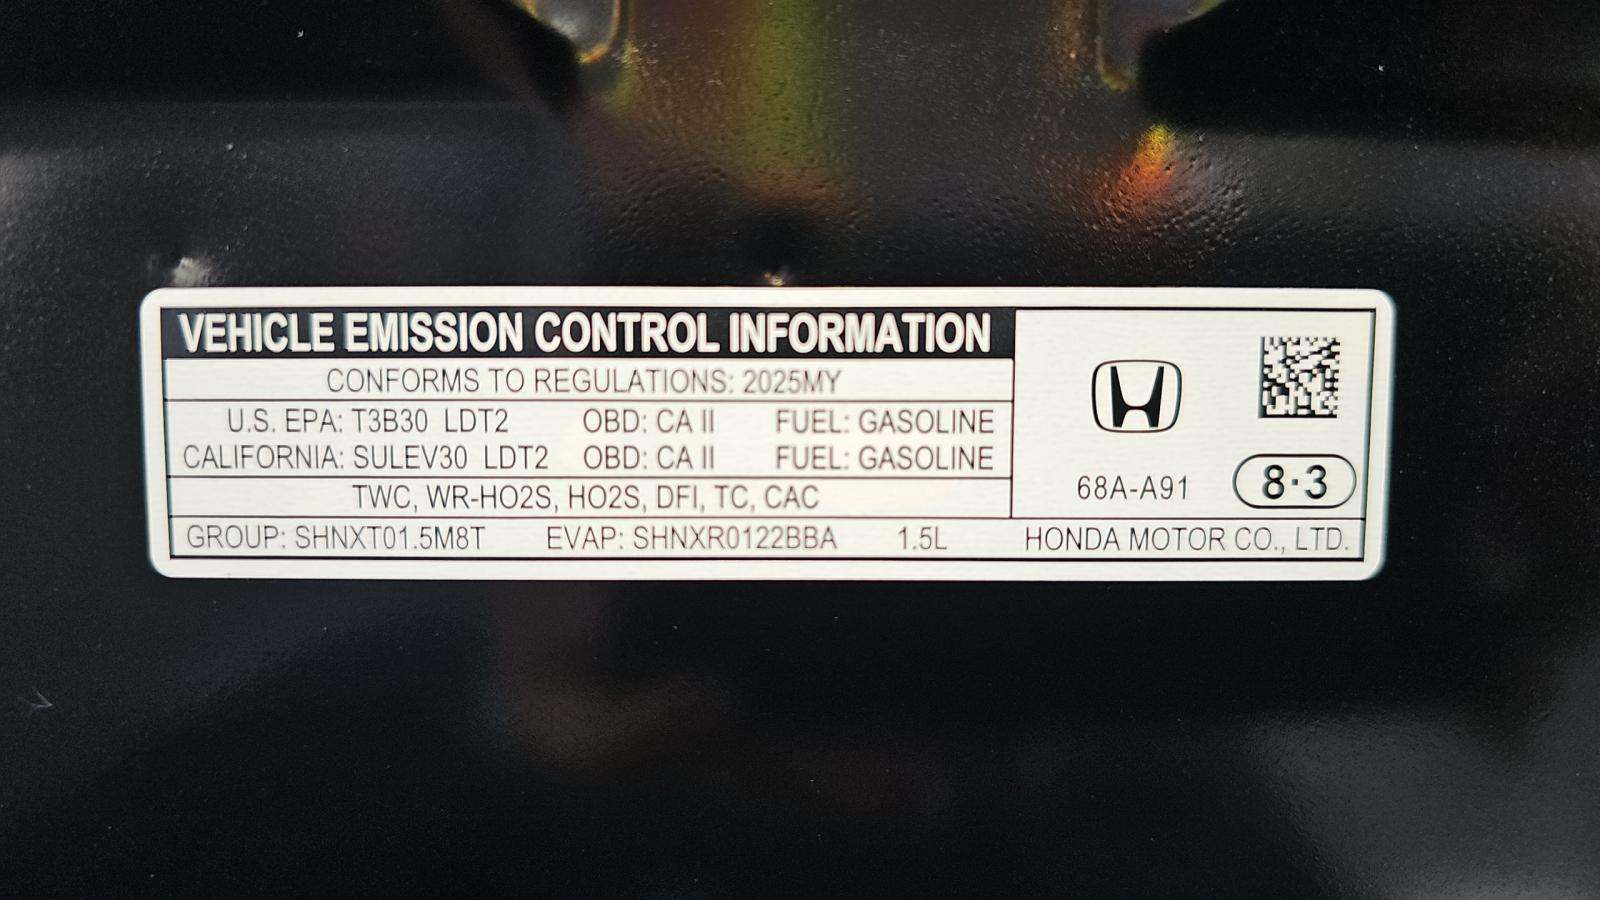 VEHICLE EMISSION CONTROL INFORMATION
CONFORMS TO REGULATIONS: 2025MY
U.S. EPA: T3B30 LDT2 OBD: CA II FUEL: GASOLINE
CALIFORNIA: SULEV30 LDT2 OBD: CA II FUEL: GASOLINE
TWC, WR-HO2S, HO2S, DFI, TC, CAC
68A-A91 8·3
GROUP: SHNXT01.5M8T EVAP: SHNXR0122BBA 1.5L HONDA MOTOR CO., LTD.